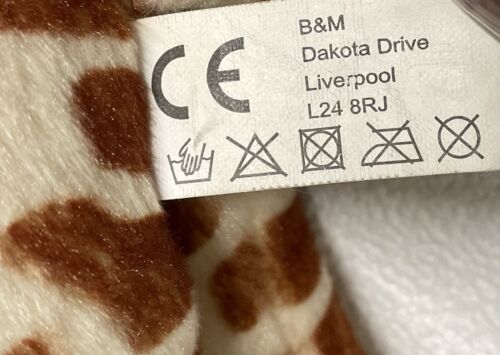 B&M
Dakota Drive
Liverpool
L24 8RJ
CE